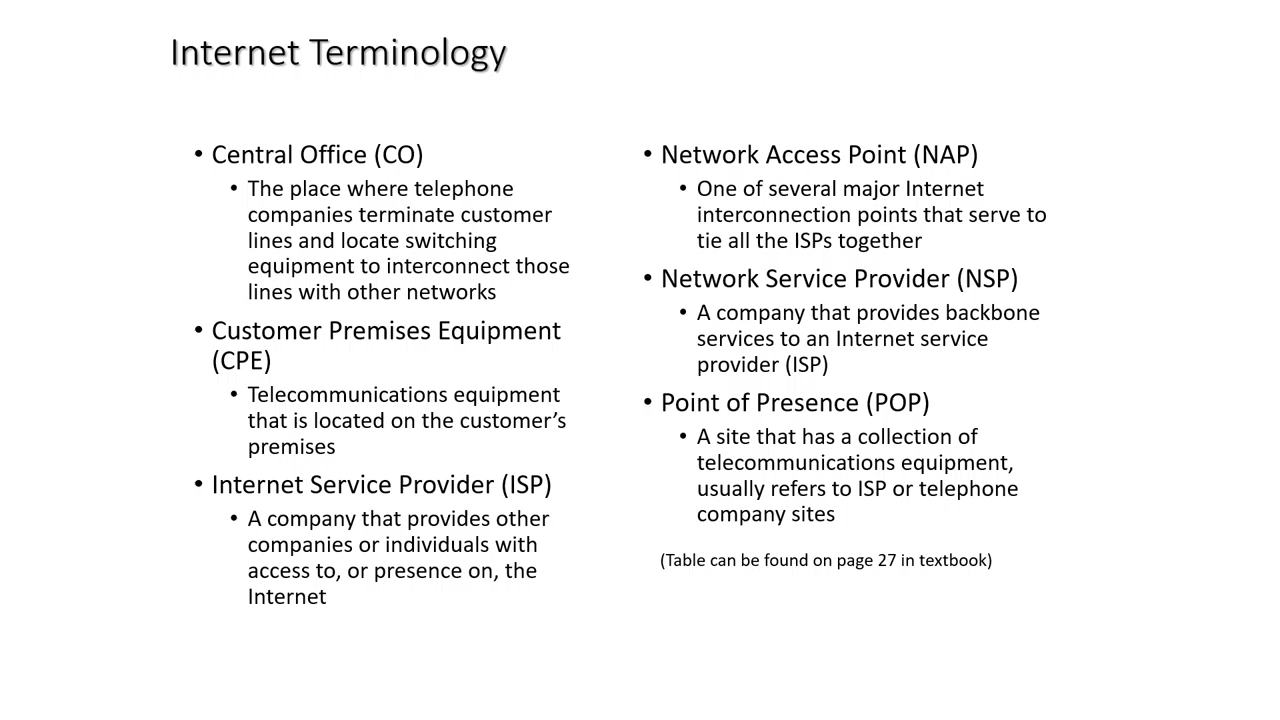 Internet Terminology
• Central Office (CO)
• The place where telephone
companies terminate customer
lines and locate switching
equipment to interconnect those
lines with other networks
• Customer Premises Equipment
(CPE)
• Telecommunications equipment
that is located on the customer’s
premises
• Internet Service Provider (ISP)
• A company that provides other
companies or individuals with
access to, or presence on, the
Internet
• Network Access Point (NAP)
• One of several major Internet
interconnection points that serve to
tie all the ISPs together
• Network Service Provider (NSP)
• A company that provides backbone
services to an Internet service
provider (ISP)
• Point of Presence (POP)
• A site that has a collection of
telecommunications equipment,
usually refers to ISP or telephone
company sites
(Table can be found on page 27 in textbook)